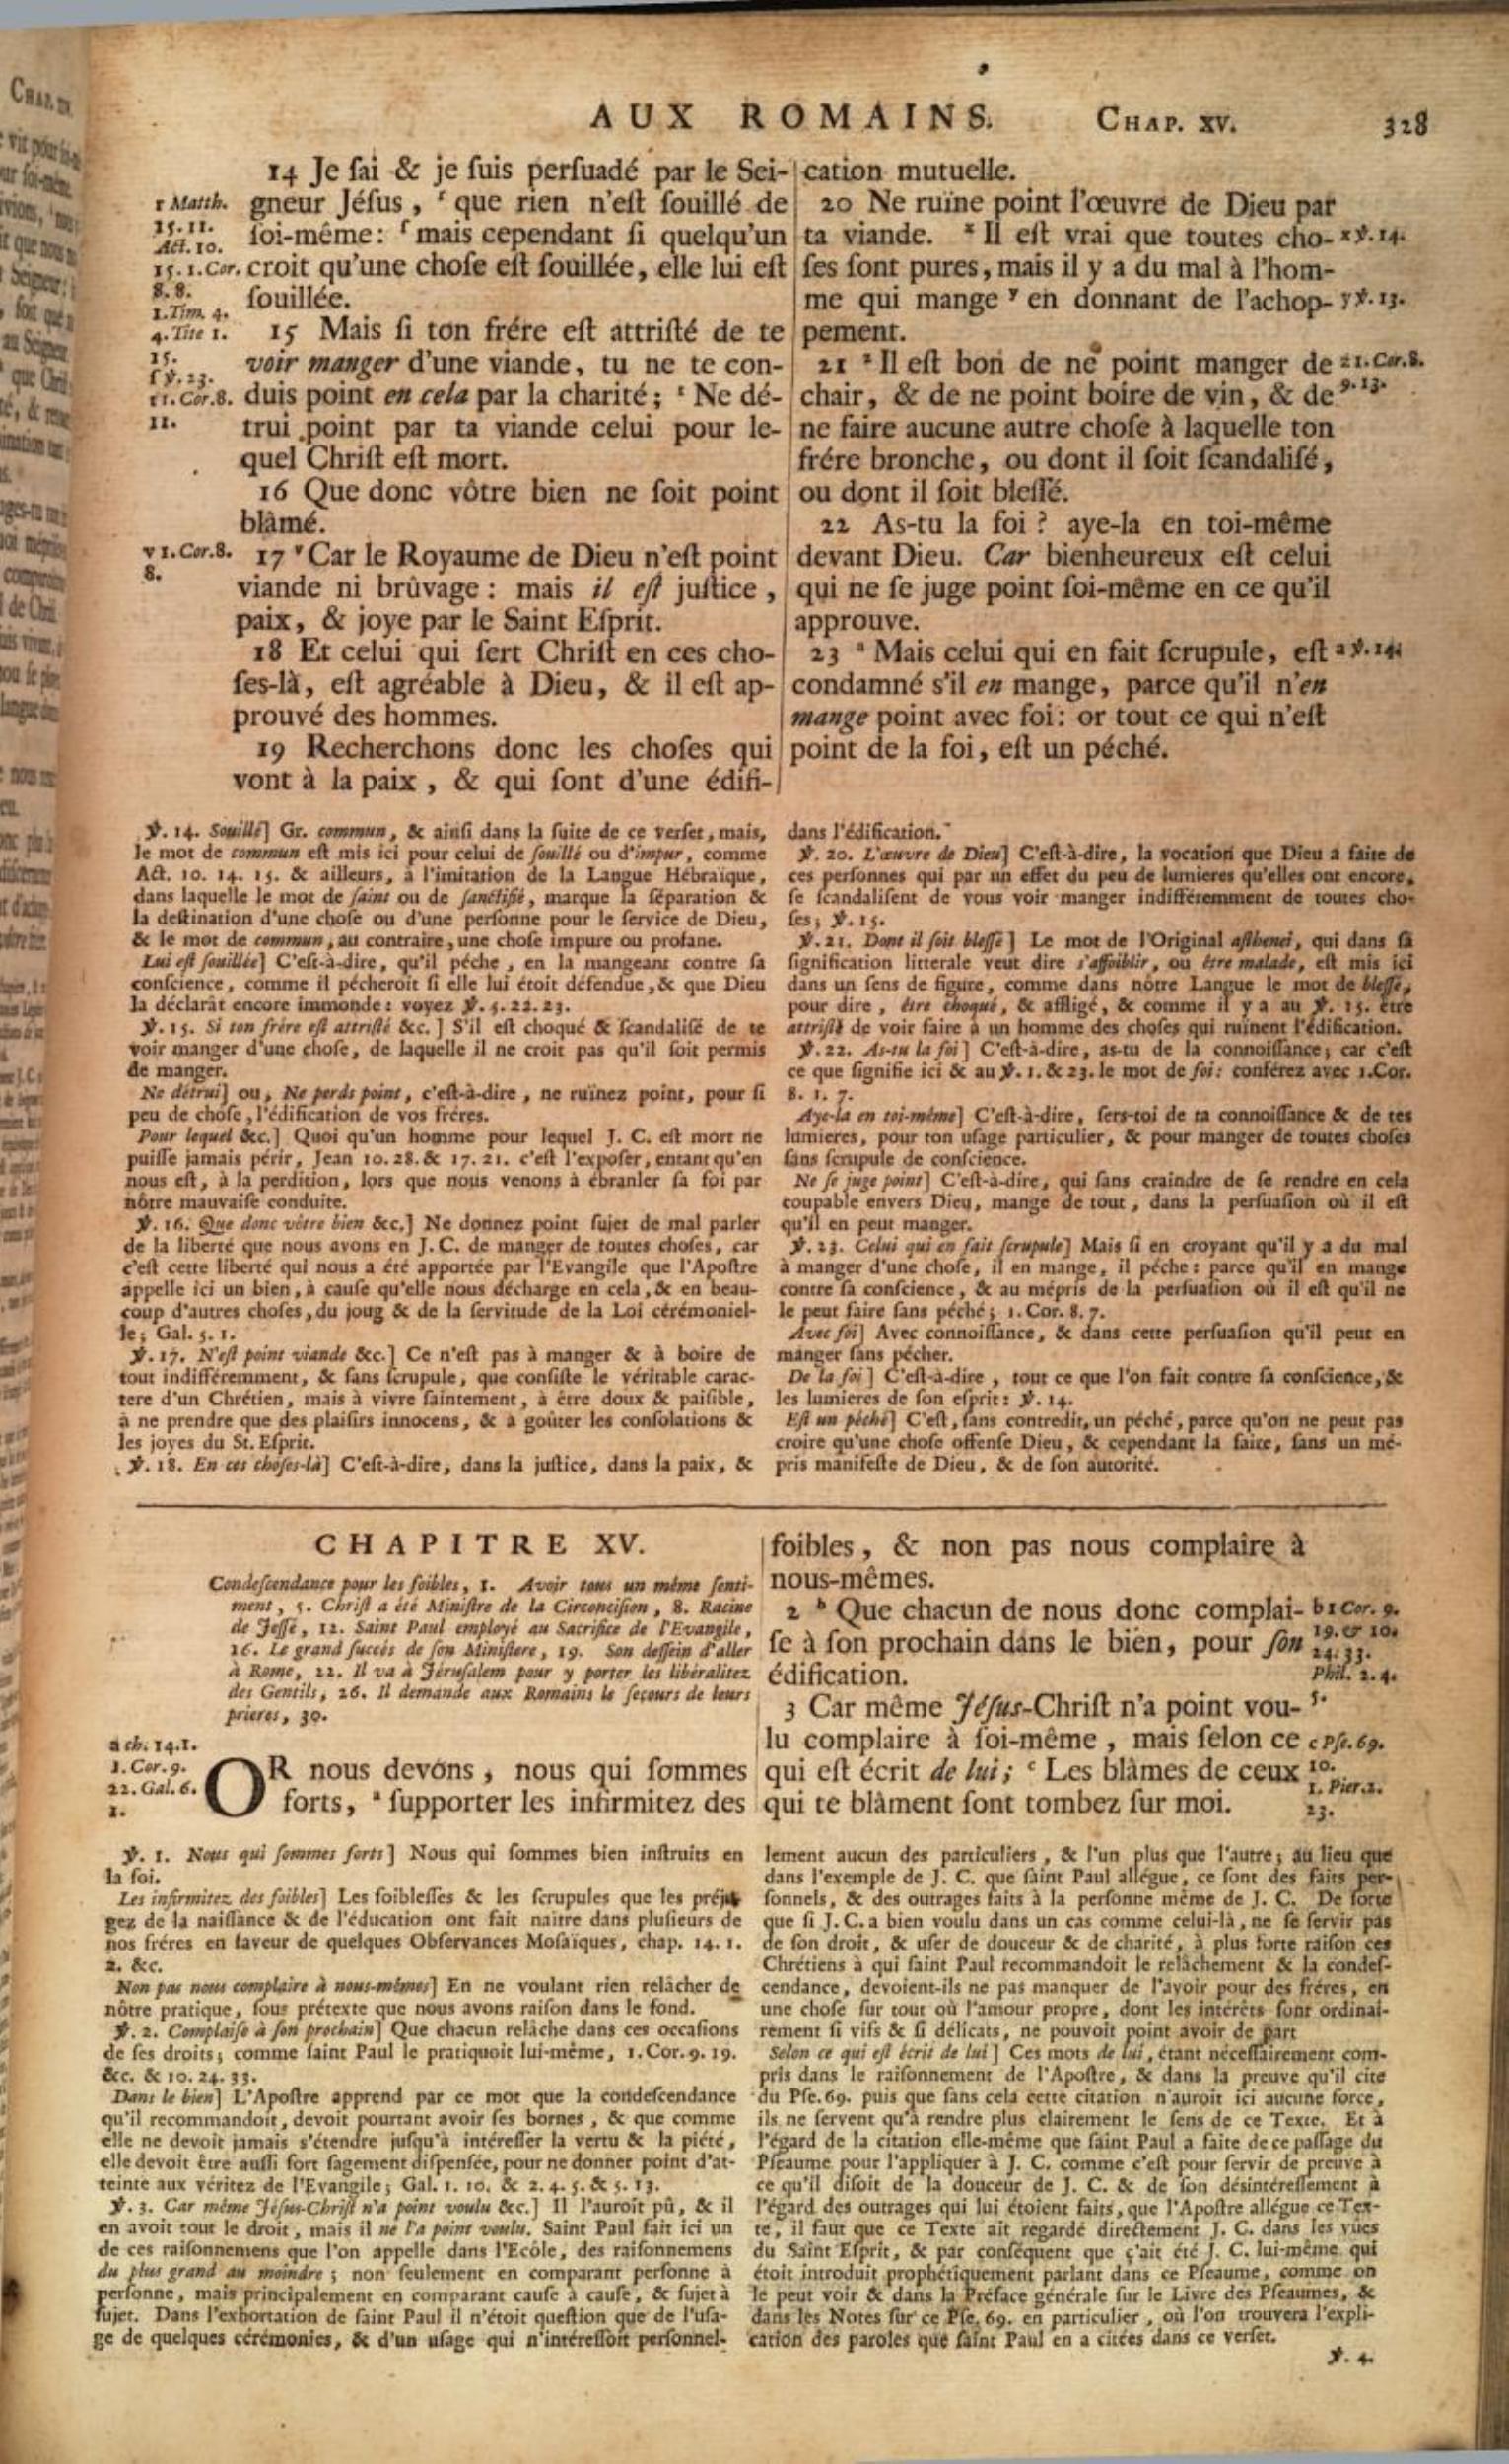 AUX ROMAINS. CHAP. XV. 328
14 Je ſai & je ſuis perſuadé par le Sei-
gneur Jéſus, ſ que rien n'eſt ſouillé de
ſoi-même: ſ mais cependant ſi quelqu'un
croit qu'une choſe eſt ſouillée, elle lui eſt
ſouillée.
15 Mais ſi ton frére eſt attriſté de te
voir manger d'une viande, tu ne te con-
duis point en cela par la charité; t Ne dé-
trui point par ta viande celui pour le-
quel Chriſt eſt mort.
16 Que donc vôtre bien ne ſoit point
blâmé.
17 v Car le Royaume de Dieu n'eſt point
viande ni brûvage: mais il eſt juſtice,
paix, & joye par le Saint Eſprit.
18 Et celui qui ſert Chriſt en ces cho-
ſes-là, eſt agréable à Dieu, & il eſt ap-
prouvé des hommes.
19 Recherchons donc les choſes qui
vont à la paix, & qui ſont d'une édifi-
r Matth.
15.11.
Act. 10.
15. 1. Cor.
8. 8.
1. Tim. 4.
4. Tite 1.
15.
ſ ℣. 23.
t 1. Cor. 8.
11.
v 1. Cor. 8.
8.
cation mutuelle.
20 Ne ruïne point l'œuvre de Dieu par
ta viande. x Il eſt vrai que toutes cho-
ſes ſont pures, mais il y a du mal à l'hom-
me qui mange y en donnant de l'achop-
pement.
21 z Il eſt bon de ne point manger de
chair, & de ne point boire de vin, & de
ne faire aucune autre choſe à laquelle ton
frére bronche, ou dont il ſoit ſcandaliſé,
ou dont il ſoit bleſſé.
22 As-tu la foi? aye-la en toi-même
devant Dieu. Car bienheureux eſt celui
qui ne ſe juge point ſoi-même en ce qu'il
approuve.
23 a Mais celui qui en fait ſcrupule, eſt
condamné s'il en mange, parce qu'il n'en
mange point avec foi: or tout ce qui n'eſt
point de la foi, eſt un péché.
x ℣. 14.
y ℣. 13.
z 1. Cor. 8.
9. 13.
a ℣. 14.
℣. 14. Souillé] Gr. commun, & ainſi dans la ſuite de ce verſet, mais,
le mot de commun eſt mis ici pour celui de ſouillé ou d'impur, comme
Act. 10. 14. 15. & ailleurs, à l'imitation de la Langue Hébraïque,
dans laquelle le mot de ſaint ou de ſanctifié, marque la ſéparation &
la deſtination d'une choſe ou d'une perſonne pour le ſervice de Dieu,
& le mot de commun, au contraire, une choſe impure ou profane.
Lui eſt ſouillée] C'eſt-à-dire, qu'il péche, en la mangeant contre ſa
conſcience, comme il pécheroit ſi elle lui étoit défendue, & que Dieu
la déclarât encore immonde: voyez ℣. 5. 22. 23.
℣. 15. Si ton frére eſt attriſté &c.] S'il eſt choqué & ſcandaliſé de te
voir manger d'une choſe, de laquelle il ne croit pas qu'il ſoit permis
de manger.
Ne détrui] ou, Ne perds point, c'eſt-à-dire, ne ruïnez point, pour ſi
peu de choſe, l'édification de vos fréres.
Pour lequel &c.] Quoi qu'un homme pour lequel J. C. eſt mort ne
puiſſe jamais périr, Jean 10. 28. & 17. 21. c'eſt l'expoſer, entant qu'en
nous eſt, à la perdition, lors que nous venons à ébranler ſa foi par
nôtre mauvaiſe conduite.
℣. 16. Que donc vôtre bien &c.] Ne donnez point ſujet de mal parler
de la liberté que nous avons en J. C. de manger de toutes choſes, car
c'eſt cette liberté qui nous a été apportée par l'Evangile que l'Apoſtre
appelle ici un bien, à cauſe qu'elle nous décharge en cela, & en beau-
coup d'autres choſes, du joug & de la ſervitude de la Loi cérémoniel-
le; Gal. 5. 1.
℣. 17. N'eſt point viande &c.] Ce n'eſt pas à manger & à boire de
tout indifféremment, & ſans ſcrupule, que conſiſte le véritable carac-
tere d'un Chrétien, mais à vivre ſaintement, à être doux & paiſible,
à ne prendre que des plaiſirs innocens, & à goûter les conſolations &
les joyes du St. Eſprit.
℣. 18. En ces choſes-là] C'eſt-à-dire, dans la juſtice, dans la paix, &
dans l'édification.
℣. 20. L'œuvre de Dieu] C'eſt-à-dire, la vocation que Dieu a faite de
ces perſonnes qui par un effet du peu de lumieres qu'elles ont encore,
ſe ſcandaliſent de vous voir manger indifféremment de toutes cho-
ſes; ℣. 15.
℣. 21. Dont il ſoit bleſſé] Le mot de l'Original aſthenei, qui dans ſa
ſignification litterale veut dire s'affoiblir, ou être malade, eſt mis ici
dans un ſens de figure, comme dans nôtre Langue le mot de bleſſé,
pour dire, être choqué, & affligé, & comme il y a au ℣. 15. être
attriſté de voir faire à un homme des choſes qui ruïnent l'édification.
℣. 22. As-tu la foi] C'eſt-à-dire, as-tu de la connoiſſance; car c'eſt
ce que ſignifie ici & au ℣. 1. & 23. le mot de foi: conférez avec 1. Cor.
8. 1. 7.
Aye-la en toi-même] C'eſt-à-dire, ſers-toi de ta connoiſſance & de tes
lumieres, pour ton uſage particulier, & pour manger de toutes choſes
ſans ſcrupule de conſcience.
Ne ſe juge point] C'eſt-à-dire, qui ſans craindre de ſe rendre en cela
coupable envers Dieu, mange de tout, dans la perſuaſion où il eſt
qu'il en peut manger.
℣. 23. Celui qui en fait ſcrupule] Mais ſi en croyant qu'il y a du mal
à manger d'une choſe, il en mange, il péche: parce qu'il en mange
contre ſa conſcience, & au mépris de la perſuaſion où il eſt qu'il ne
le peut faire ſans péché; 1. Cor. 8. 7.
Avec foi] Avec connoiſſance, & dans cette perſuaſion qu'il peut en
manger ſans pécher.
De la foi] C'eſt-à-dire, tout ce que l'on fait contre ſa conſcience, &
les lumieres de ſon eſprit: ℣. 14.
Eſt un péché] C'eſt, ſans contredit, un péché, parce qu'on ne peut pas
croire qu'une choſe offenſe Dieu, & cependant la faire, ſans un mé-
pris manifeſte de Dieu, & de ſon autorité.
CHAPITRE XV.
Condeſcendance pour les foibles, 1. Avoir tous un même ſenti-
ment, 5. Chriſt a été Miniſtre de la Circonciſion, 8. Racine
de Jeſſé, 12. Saint Paul employé au Sacrifice de l'Evangile,
16. Le grand ſuccés de ſon Miniſtere, 19. Son deſſein d'aller
à Rome, 22. Il va à Jéruſalem pour y porter les libéralitez
des Gentils, 26. Il demande aux Romains le ſecours de leurs
prieres, 30.
a ch. 14.1.
1. Cor. 9.
22. Gal. 6.
1.
OR nous devons, nous qui ſommes
forts, a ſupporter les infirmitez des
foibles, & non pas nous complaire à
nous-mêmes.
2 b Que chacun de nous donc complai-
ſe à ſon prochain dans le bien, pour ſon
édification.
3 Car même Jéſus-Chriſt n'a point vou-
lu complaire à ſoi-même, mais ſelon ce
qui eſt écrit de lui; c Les blâmes de ceux
qui te blâment ſont tombez ſur moi.
b 1 Cor. 9.
19. & 10.
24. 33.
Phil. 2. 4.
5.
c Pſe. 69.
10.
1. Pier. 2.
23.
℣. 1. Nous qui ſommes forts] Nous qui ſommes bien inſtruits en
la foi.
Les infirmitez des foibles] Les foibleſſes & les ſcrupules que les préju-
gez de la naiſſance & de l'éducation ont fait naître dans pluſieurs de
nos fréres en faveur de quelques Obſervances Moſaïques, chap. 14. 1.
2. &c.
Non pas nous complaire à nous-mêmes] En ne voulant rien relâcher de
nôtre pratique, ſous prétexte que nous avons raiſon dans le fond.
℣. 2. Complaiſe à ſon prochain] Que chacun relâche dans ces occaſions
de ſes droits; comme ſaint Paul le pratiquoit lui-même, 1. Cor. 9. 19.
&c. & 10. 24. 33.
Dans le bien] L'Apoſtre apprend par ce mot que la condeſcendance
qu'il recommandoit, devoit pourtant avoir ſes bornes, & que comme
elle ne devoit jamais s'étendre juſqu'à intéreſſer la vertu & la piété,
elle devoit être auſſi fort ſagement diſpenſée, pour ne donner point d'at-
teinte aux véritez de l'Evangile; Gal. 1. 10. & 2. 4. 5. & 5. 13.
℣. 3. Car même Jéſus-Chriſt n'a point voulu &c.] Il l'auroit pû, & il
en avoit tout le droit, mais il ne l'a point voulu. Saint Paul fait ici un
de ces raiſonnemens que l'on appelle dans l'Ecole, des raiſonnemens
du plus grand au moindre; non ſeulement en comparant perſonne à
perſonne, mais principalement en comparant cauſe à cauſe, & ſujet à
ſujet. Dans l'exhortation de ſaint Paul il n'étoit queſtion que de l'uſa-
ge de quelques cérémonies, & d'un uſage qui n'intéreſſoit perſonnel-
lement aucun des particuliers, & l'un plus que l'autre; au lieu que
dans l'exemple de J. C. que ſaint Paul allégue, ce ſont des faits per-
ſonnels, & des outrages faits à la perſonne même de J. C. De ſorte
que ſi J. C. a bien voulu dans un cas comme celui-là, ne ſe ſervir pas
de ſon droit, & uſer de douceur & de charité, à plus forte raiſon ces
Chrétiens à qui ſaint Paul recommandoit le relâchement & la condeſ-
cendance, devoient-ils ne pas manquer de l'avoir pour des fréres, en
une choſe ſur tout où l'amour propre, dont les intérêts ſont ordinai-
rement ſi vifs & ſi délicats, ne pouvoit point avoir de part
Selon ce qui eſt écrit de lui] Ces mots de lui, étant néceſſairement com-
pris dans le raiſonnement de l'Apoſtre, & dans la preuve qu'il cite
du Pſe. 69. puis que ſans cela cette citation n'auroit ici aucune force,
ils ne ſervent qu'à rendre plus clairement le ſens de ce Texte. Et à
l'égard de la citation elle-même que ſaint Paul a faite de ce paſſage du
Pſeaume pour l'appliquer à J. C. comme c'eſt pour ſervir de preuve à
ce qu'il diſoit de la douceur de J. C. & de ſon déſintéreſſement à
l'égard des outrages qui lui étoient faits, que l'Apoſtre allégue ce Tex-
te, il faut que ce Texte ait regardé directement J. C. dans les vûes
du Saint Eſprit, & par conſéquent que ç'ait été J. C. lui-même qui
étoit introduit prophétiquement parlant dans ce Pſeaume, comme on
le peut voir & dans la Préface générale ſur le Livre des Pſeaumes, &
dans les Notes ſur ce Pſe. 69. en particulier, où l'on trouvera l'expli-
cation des paroles que ſaint Paul en a citées dans ce verſet.
℣. 4.